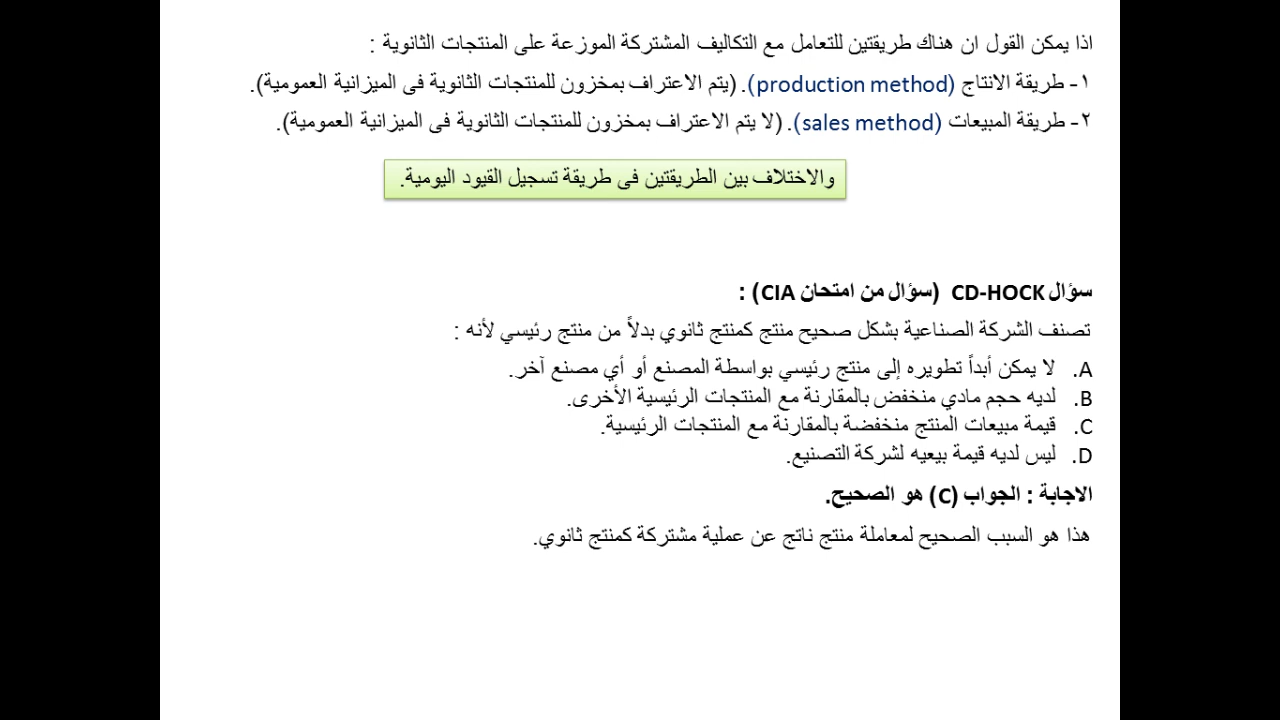 اذا يمكن القول ان هناك طريقتين للتعامل مع التكاليف المشتركة الموزعة على المنتجات الثانوية :
١- طريقة الانتاج (production method). (يتم الاعتراف بمخزون للمنتجات الثانوية فى الميزانية العمومية).
٢- طريقة المبيعات (sales method). (لا يتم الاعتراف بمخزون للمنتجات الثانوية فى الميزانية العمومية).
والاختلاف بين الطريقتين فى طريقة تسجيل القيود اليومية.
سؤال CD-HOCK (سؤال من امتحان CIA) :
تصنف الشركة الصناعية بشكل صحيح منتج كمنتج ثانوي بدلاً من منتج رئيسي لأنه :
A. لا يمكن أبداً تطويره إلى منتج رئيسي بواسطة المصنع أو أي مصنع آخر.
B. لديه حجم مادي منخفض بالمقارنة مع المنتجات الرئيسية الأخرى.
C. قيمة مبيعات المنتج منخفضة بالمقارنة مع المنتجات الرئيسية.
D. ليس لديه قيمة بيعيه لشركة التصنيع.
الاجابة : الجواب (C) هو الصحيح.
هذا هو السبب الصحيح لمعاملة منتج ناتج عن عملية مشتركة كمنتج ثانوي.